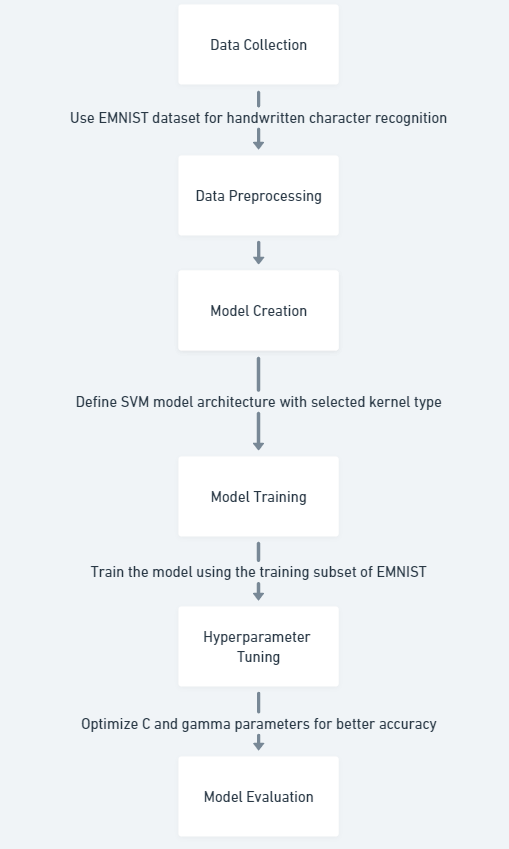 Data Collection
Use EMNIST dataset for handwritten character recognition
Data Preprocessing
Model Creation
Define SVM model architecture with selected kernel type
Model Training
Train the model using the training subset of EMNIST
Hyperparameter
Tuning
Optimize C and gamma parameters for better accuracy
Model Evaluation